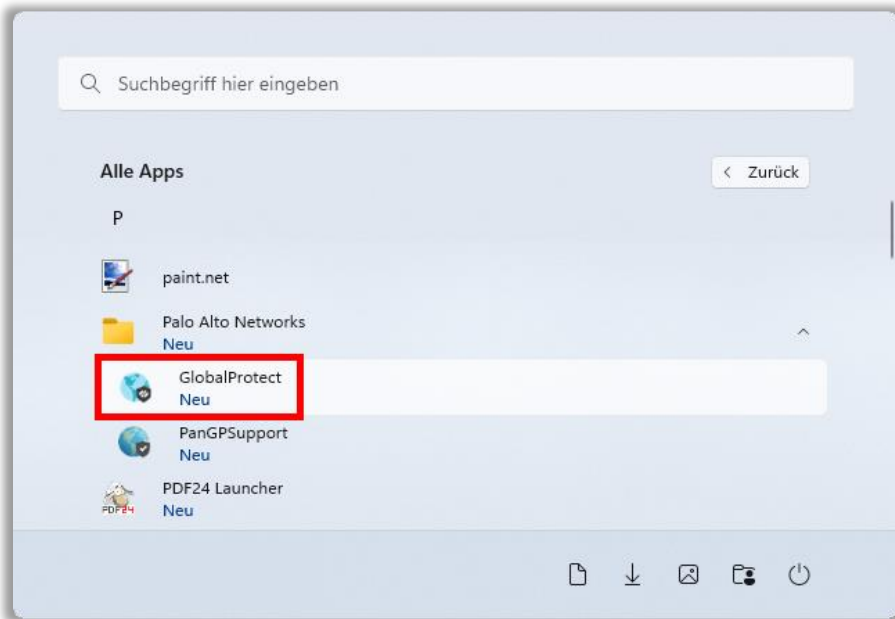 Suchbegriff hier eingeben
Alle Apps
Zurück
P
paint.net
Palo Alto Networks
Neu
GlobalProtect
Neu
PanGPSupport
Neu
PDF24 Launcher
PDF24
Neu